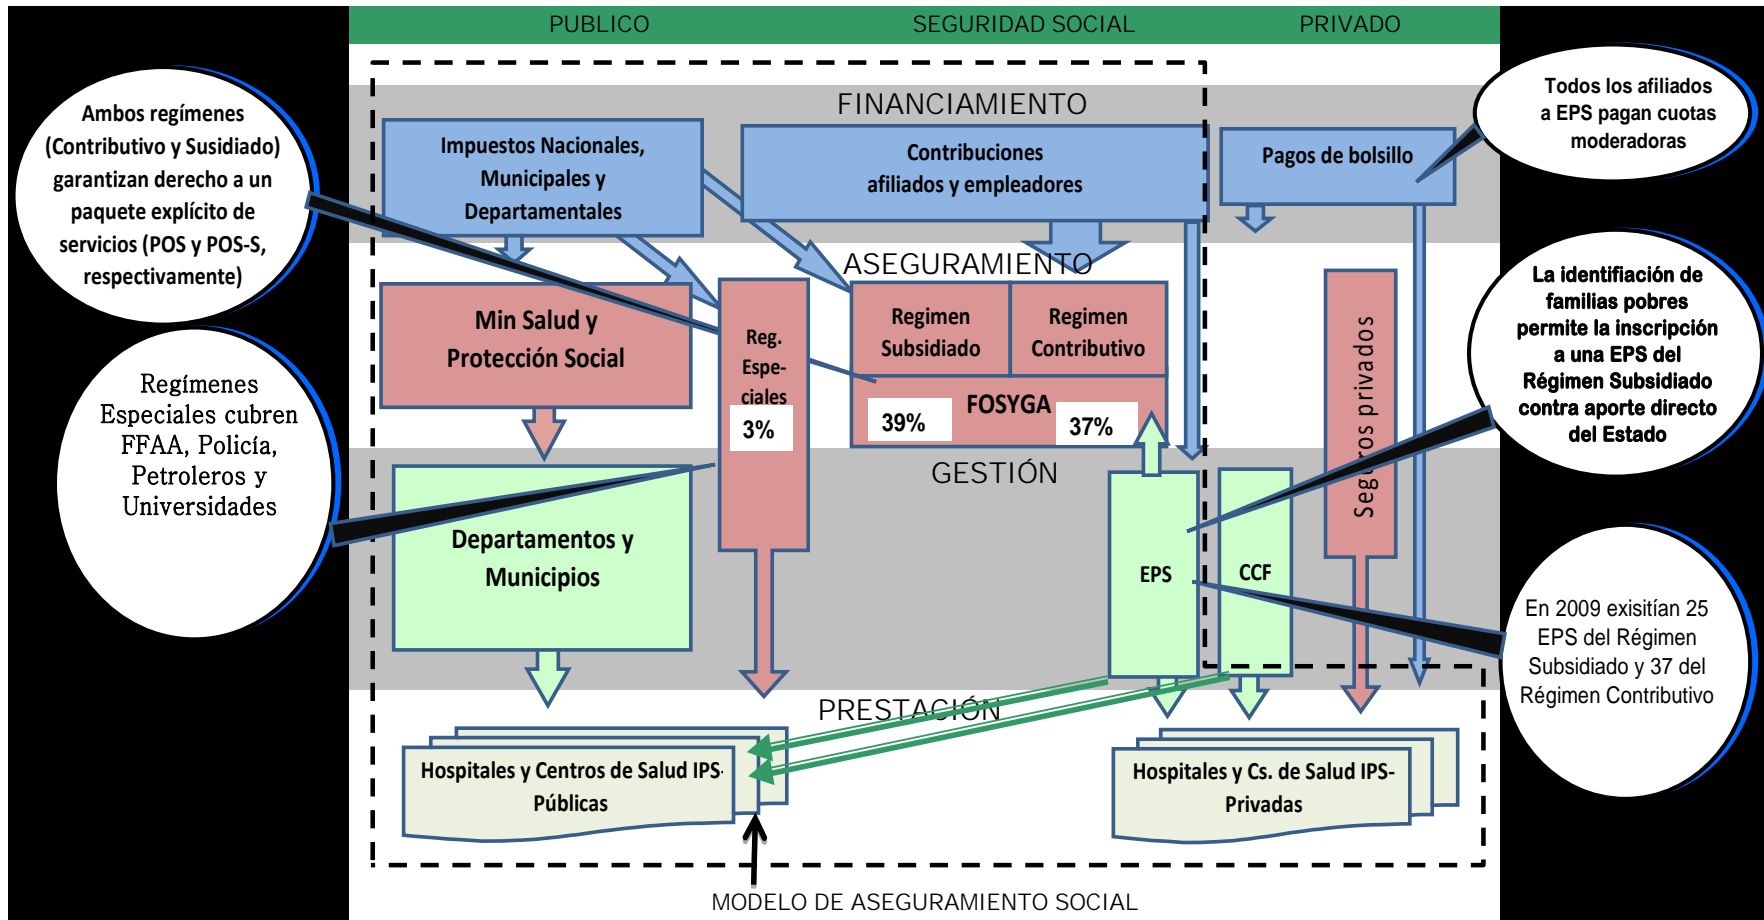 PUBLICO
SEGURIDAD SOCIAL
PRIVADO
FINANCIAMIENTO
Ambos regímenes
(Contributivo y Susidiado)
garantizan derecho a un
paquete explícito de
servicios (POS y POS-S,
respectivamente)
Impuestos Nacionales,
Municipales y
Departamentales
Contribuciones
afiliados y empleadores
Pagos de bolsillo
Todos los afiliados
a EPS pagan cuotas
moderadoras
ASEGURAMIENTO
Min Salud y
Protección Social
Reg.
Espe-
ciales
3%
Regimen
Subsidiado
Regimen
Contributivo
FOSYGA
39%
37%
Seguros privados
La identifiación de
familias pobres
permite la inscripción
a una EPS del
Régimen Subsidiado
contra aporte directo
del Estado
Regímenes
Especiales cubren
FFAA, Policía,
Petroleros y
Universidades
GESTIÓN
Departamentos y
Municipios
EPS
CCF
En 2009 exisitían 25
EPS del Régimen
Subsidiado y 37 del
Régimen Contributivo
PRESTACIÓN
Hospitales y Centros de Salud IPS-
Públicas
Hospitales y Cs. de Salud IPS-
Privadas
MODELO DE ASEGURAMIENTO SOCIAL